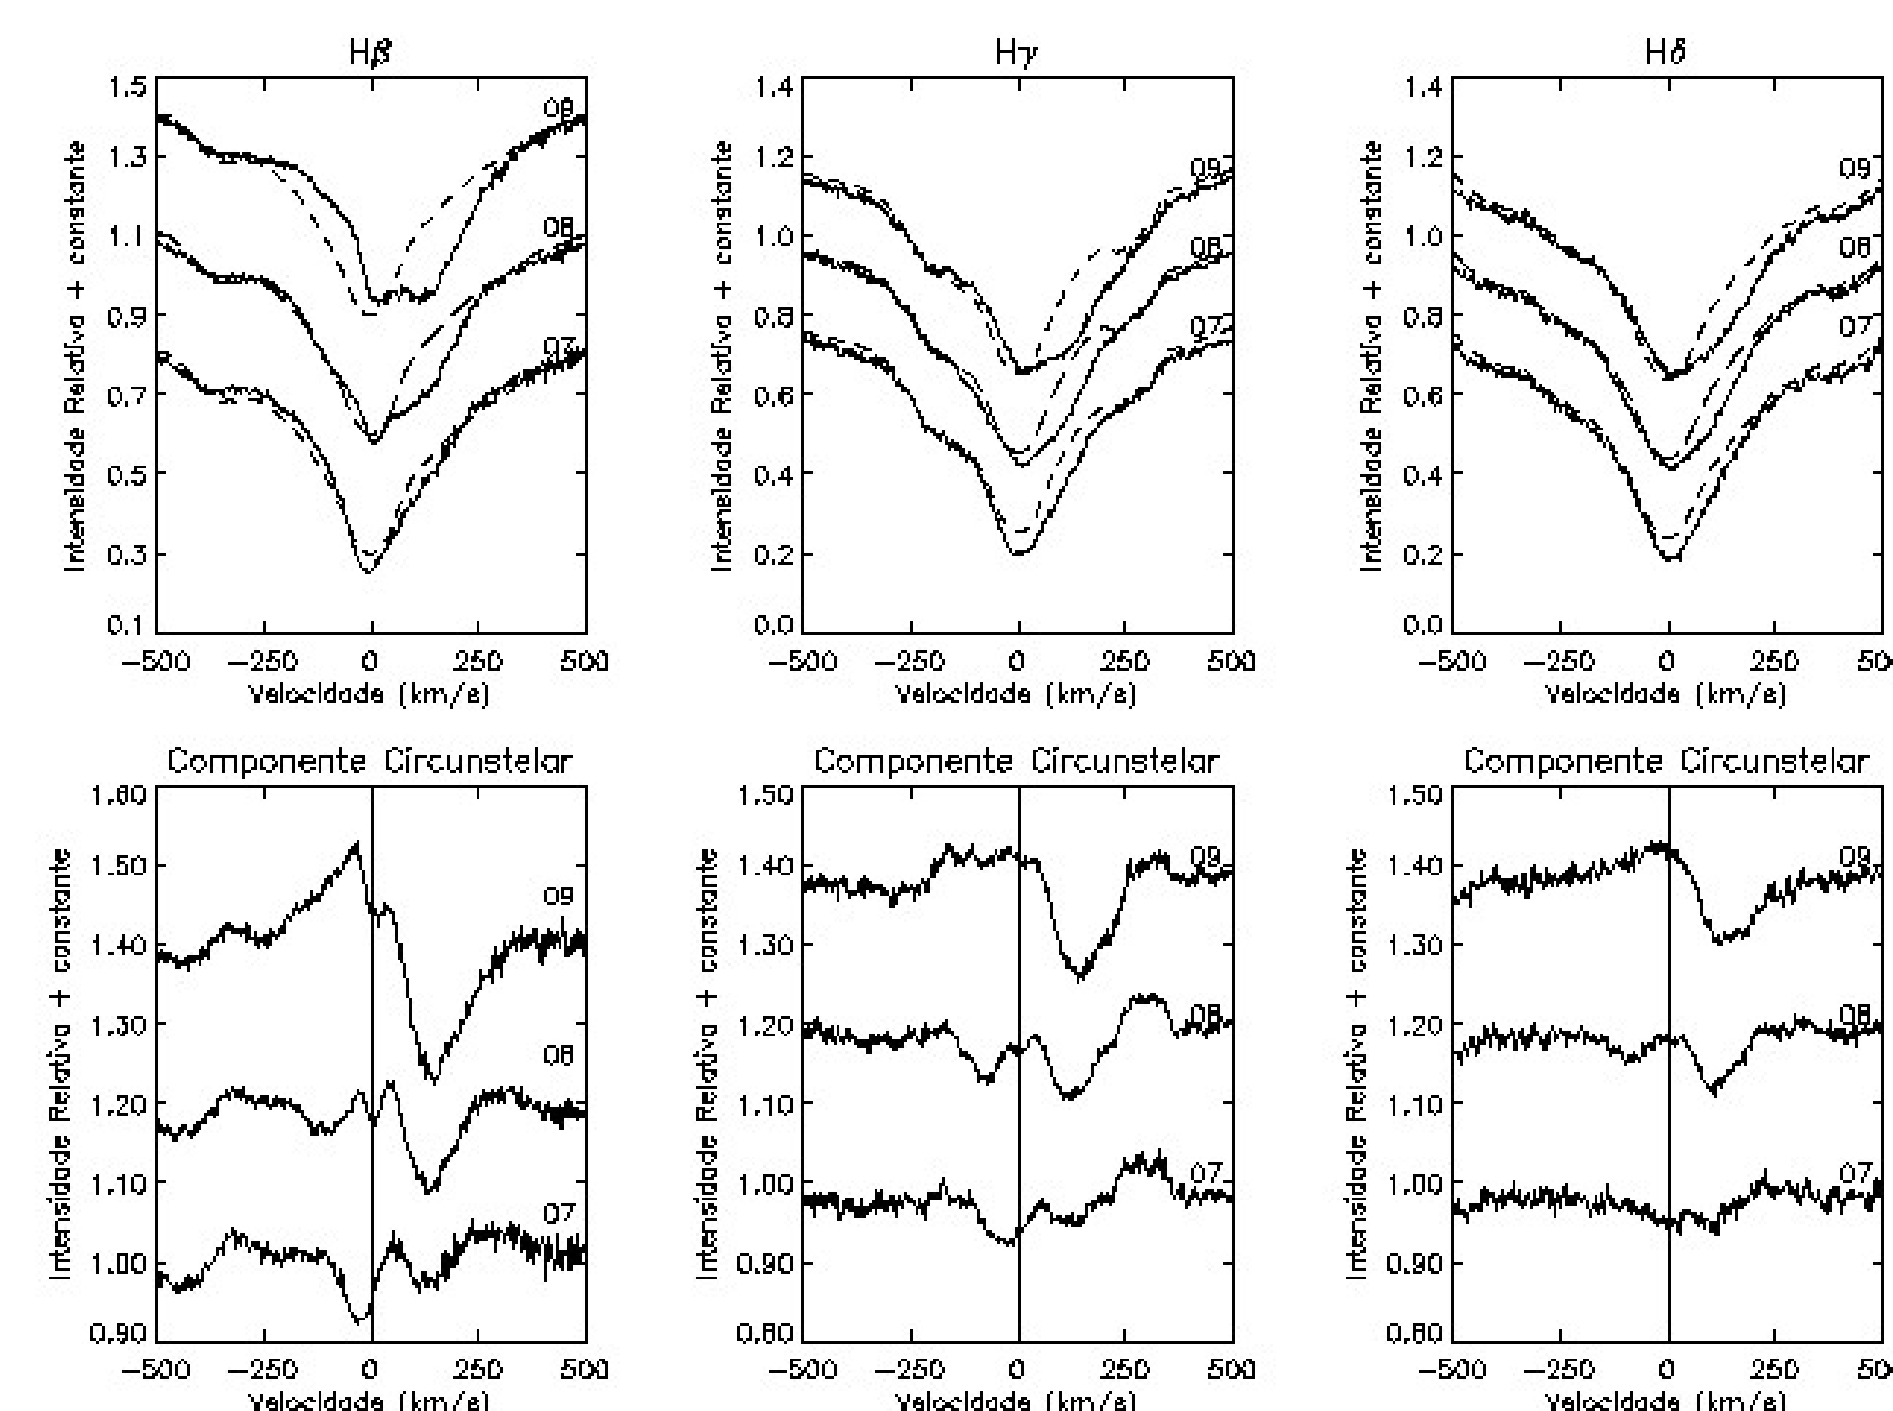 Hβ
Hγ
Hδ
1.5
1.3
1.1
0.9
0.7
0.5
0.3
0.1
Intensidade Relativa + constante
09
08
07
−500 −250 0 250 500
Velocidade (km/s)
1.4
1.2
1.0
0.8
0.6
0.4
0.2
0.0
Intensidade Relativa + constante
09
08
07
−500 −250 0 250 500
Velocidade (km/s)
1.4
1.2
1.0
0.8
0.6
0.4
0.2
0.0
Intensidade Relativa + constante
09
08
07
−500 −250 0 250
Velocidade (km/s)
Componente Circunstelar
1.60
1.50
1.40
1.30
1.20
1.10
1.00
0.90
Intensidade Relativa + constante
09
08
07
−500 −250 0 250 500
Velocidade (km/s)
Componente Circunstelar
1.50
1.40
1.30
1.20
1.10
1.00
0.90
0.80
Intensidade Relativa + constante
09
08
07
−500 −250 0 250 500
Velocidade (km/s)
Componente Circunstelar
1.50
1.40
1.30
1.20
1.10
1.00
0.90
0.80
Intensidade Relativa + constante
09
08
07
−500 −250 0 250
Velocidade (km/s)